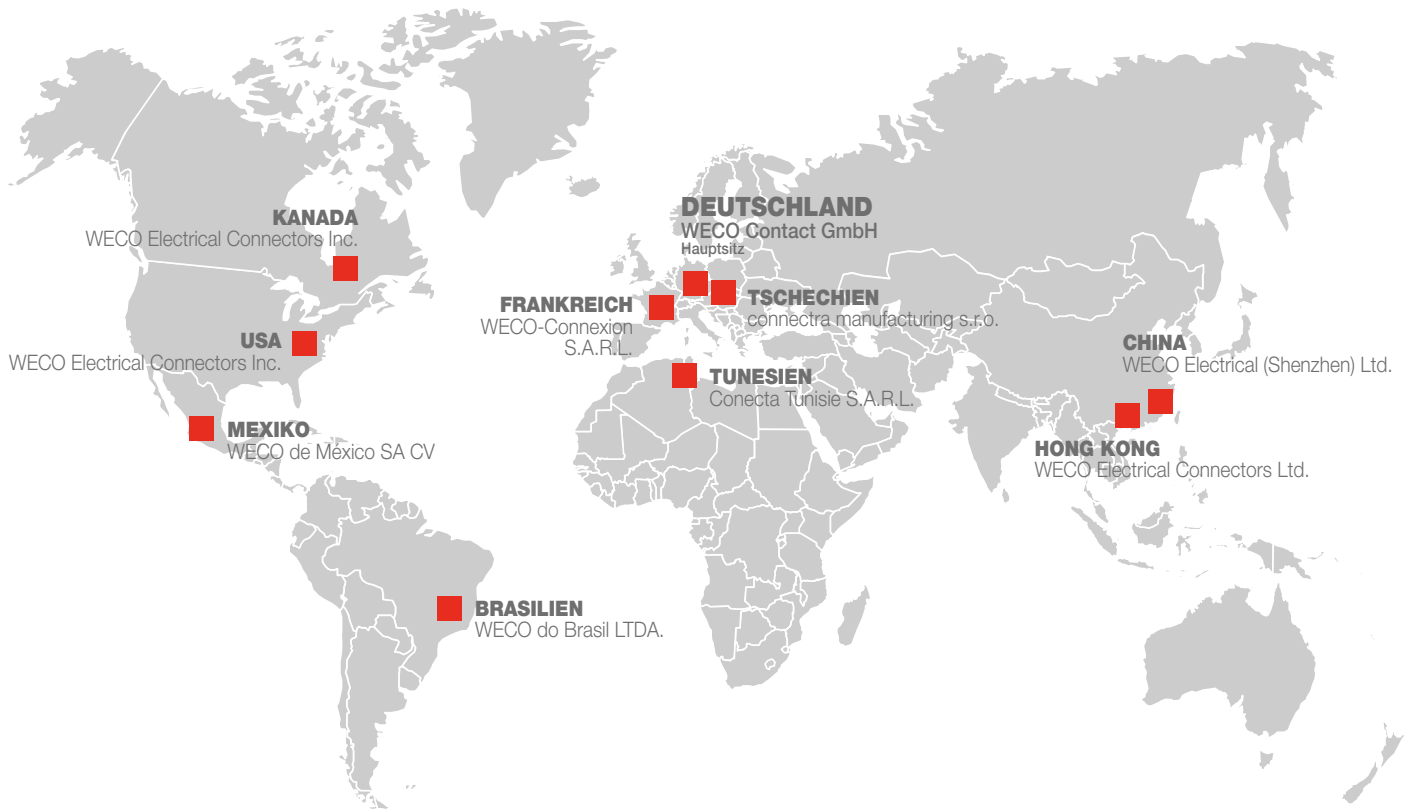 KANADA
WECO Electrical Connectors Inc.
USA
WECO Electrical Connectors Inc.
MEXIKO
WECO de México SA CV
BRASILIEN
WECO do Brasil LTDA.
DEUTSCHLAND
WECO Contact GmbH
Hauptsitz
FRANKREICH
WECO-Connexion
S.A.R.L.
TSCHECHIEN
connectra manufacturing s.r.o.
TUNESIEN
Conecta Tunisie S.A.R.L.
CHINA
WECO Electrical (Shenzhen) Ltd.
HONG KONG
WECO Electrical Connectors Ltd.